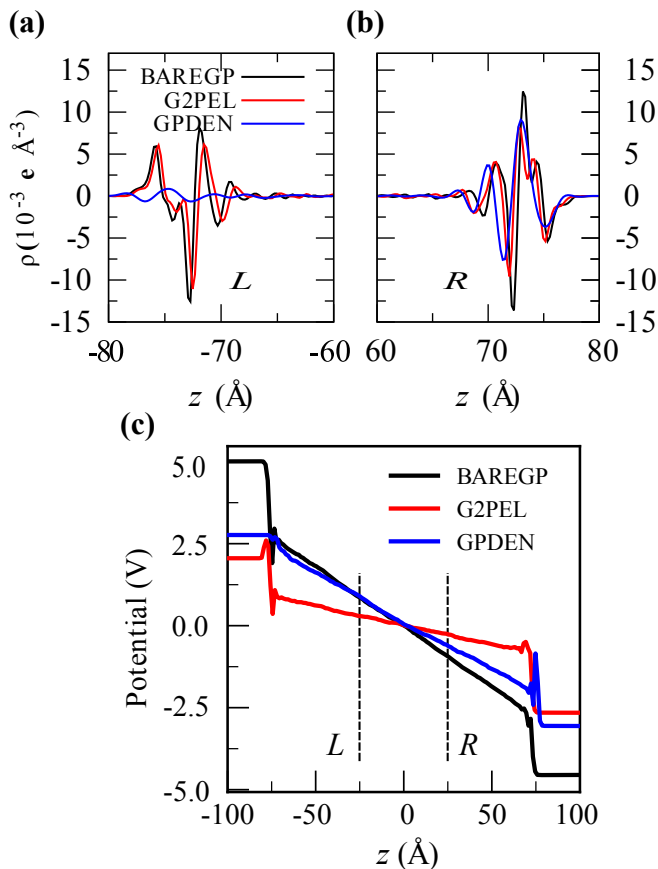 (a)
(b)
15
10
5
0
-5
-10
-15
ρ (10⁻³ e Å⁻³)
BAREGP
G2PEL
GPDEN
L
-80
-70
-60
z (Å)
R
15
10
5
0
-5
-10
-15
60
70
80
z (Å)
(c)
5.0
2.5
0.0
-2.5
-5.0
Potential (V)
BAREGP
G2PEL
GPDEN
L
R
-100
-50
0
50
100
z (Å)